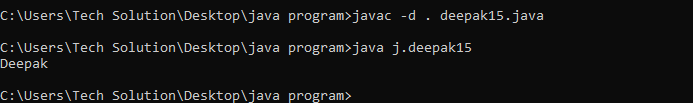 C:\Users\Tech Solution\Desktop\java program>javac -d . deepak15.java
C:\Users\Tech Solution\Desktop\java program>java j.deepak15
Deepak
C:\Users\Tech Solution\Desktop\java program>